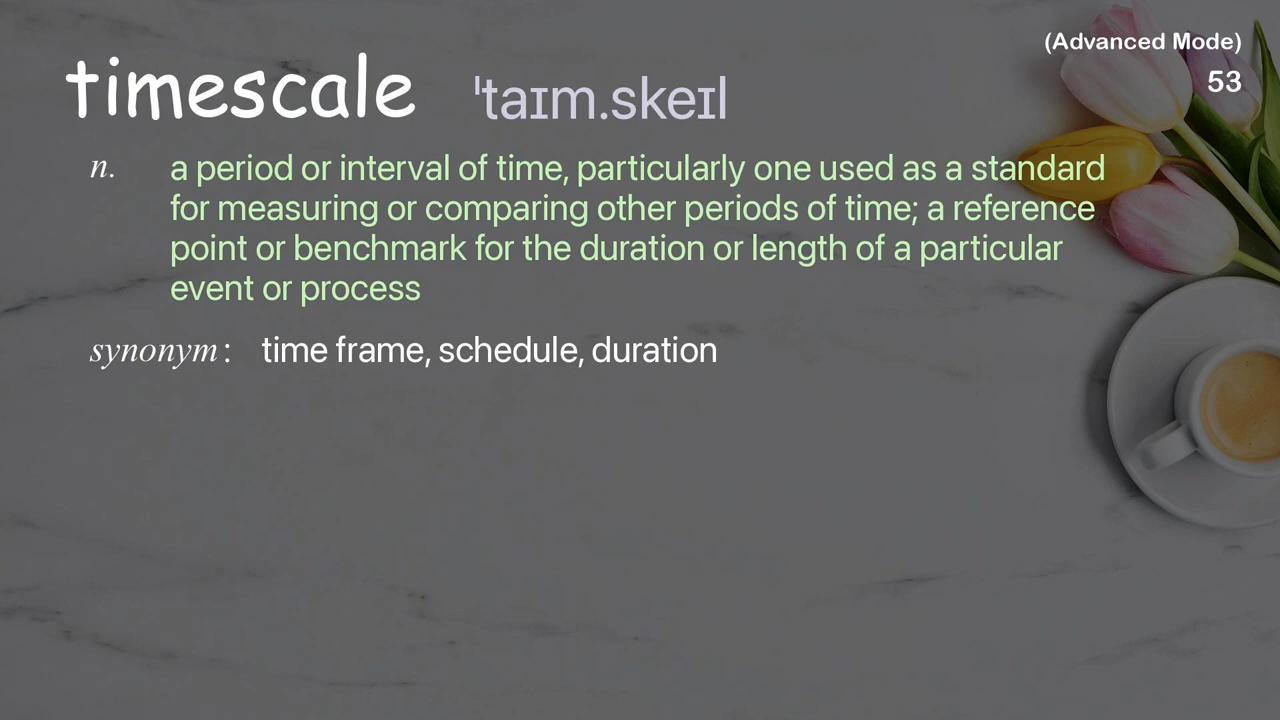 (Advanced Mode)
53
timescale ˈtaɪm.skeɪl
n. a period or interval of time, particularly one used as a standard
for measuring or comparing other periods of time; a reference
point or benchmark for the duration or length of a particular
event or process
synonym: time frame, schedule, duration